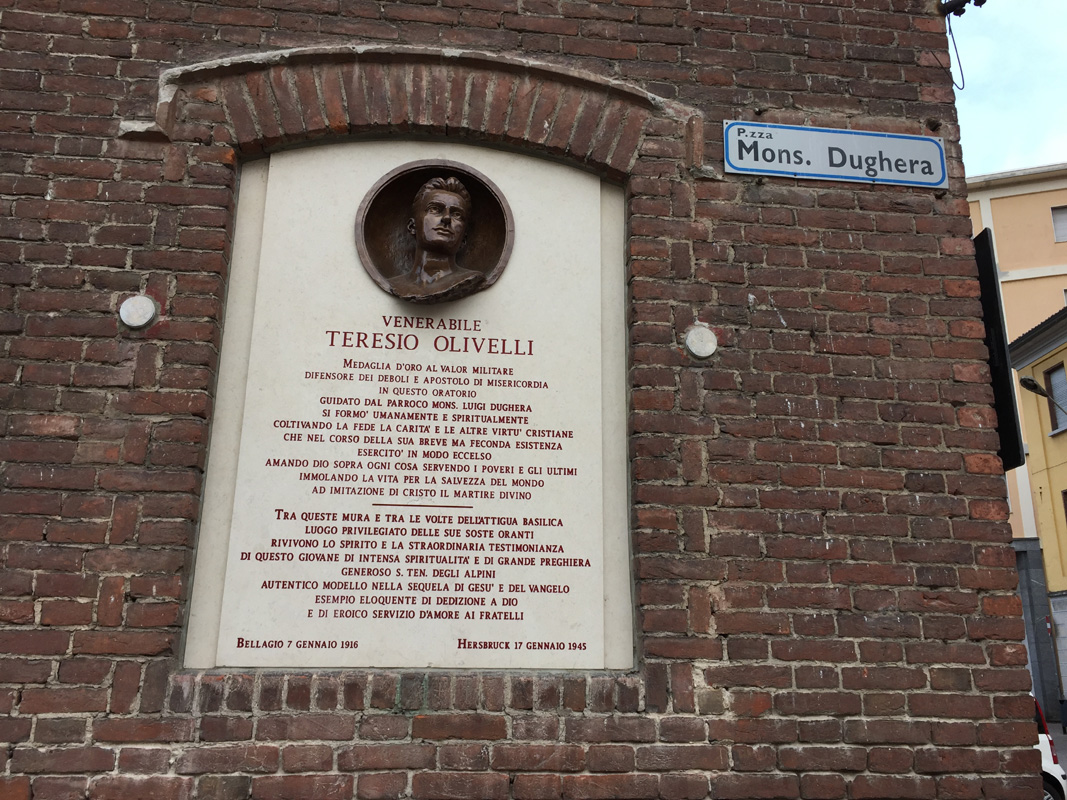 P.zza
Mons. Dughera
VENERABILE
TERESIO OLIVELLI
MEDAGLIA D'ORO AL VALOR MILITARE
DIFENSORE DEI DEBOLI E APOSTOLO DI MISERICORDIA
IN QUESTO ORATORIO
GUIDATO DAL PARROCO MONS. LUIGI DUGHERA
SI FORMO' UMANAMENTE E SPIRITUALMENTE
COLTIVANDO LA FEDE LA CARITA' E LE ALTRE VIRTU' CRISTIANE
CHE NEL CORSO DELLA SUA BREVE MA FECONDA ESISTENZA
ESERCITO' IN MODO ECCELSO
AMANDO DIO SOPRA OGNI COSA SERVENDO I POVERI E GLI ULTIMI
IMMOLANDO LA VITA PER LA SALVEZZA DEL MONDO
AD IMITAZIONE DI CRISTO IL MARTIRE DIVINO
TRA QUESTE MURA E TRA LE VOLTE DELL'ATTIGUA BASILICA
LUOGO PRIVILEGIATO DELLE SUE SOSTE ORANTI
RIVIVONO LO SPIRITO E LA STRAORDINARIA TESTIMONIANZA
DI QUESTO GIOVANE DI INTENSA SPIRITUALITA' E DI GRANDE PREGHIERA
GENEROSO S. TEN. DEGLI ALPINI
AUTENTICO MODELLO NELLA SEQUELA DI GESU' E DEL VANGELO
ESEMPIO ELOQUENTE DI DEDIZIONE A DIO
E DI EROICO SERVIZIO D'AMORE AI FRATELLI
BELLAGIO 7 GENNAIO 1916
HERSBRUCK 17 GENNAIO 1945